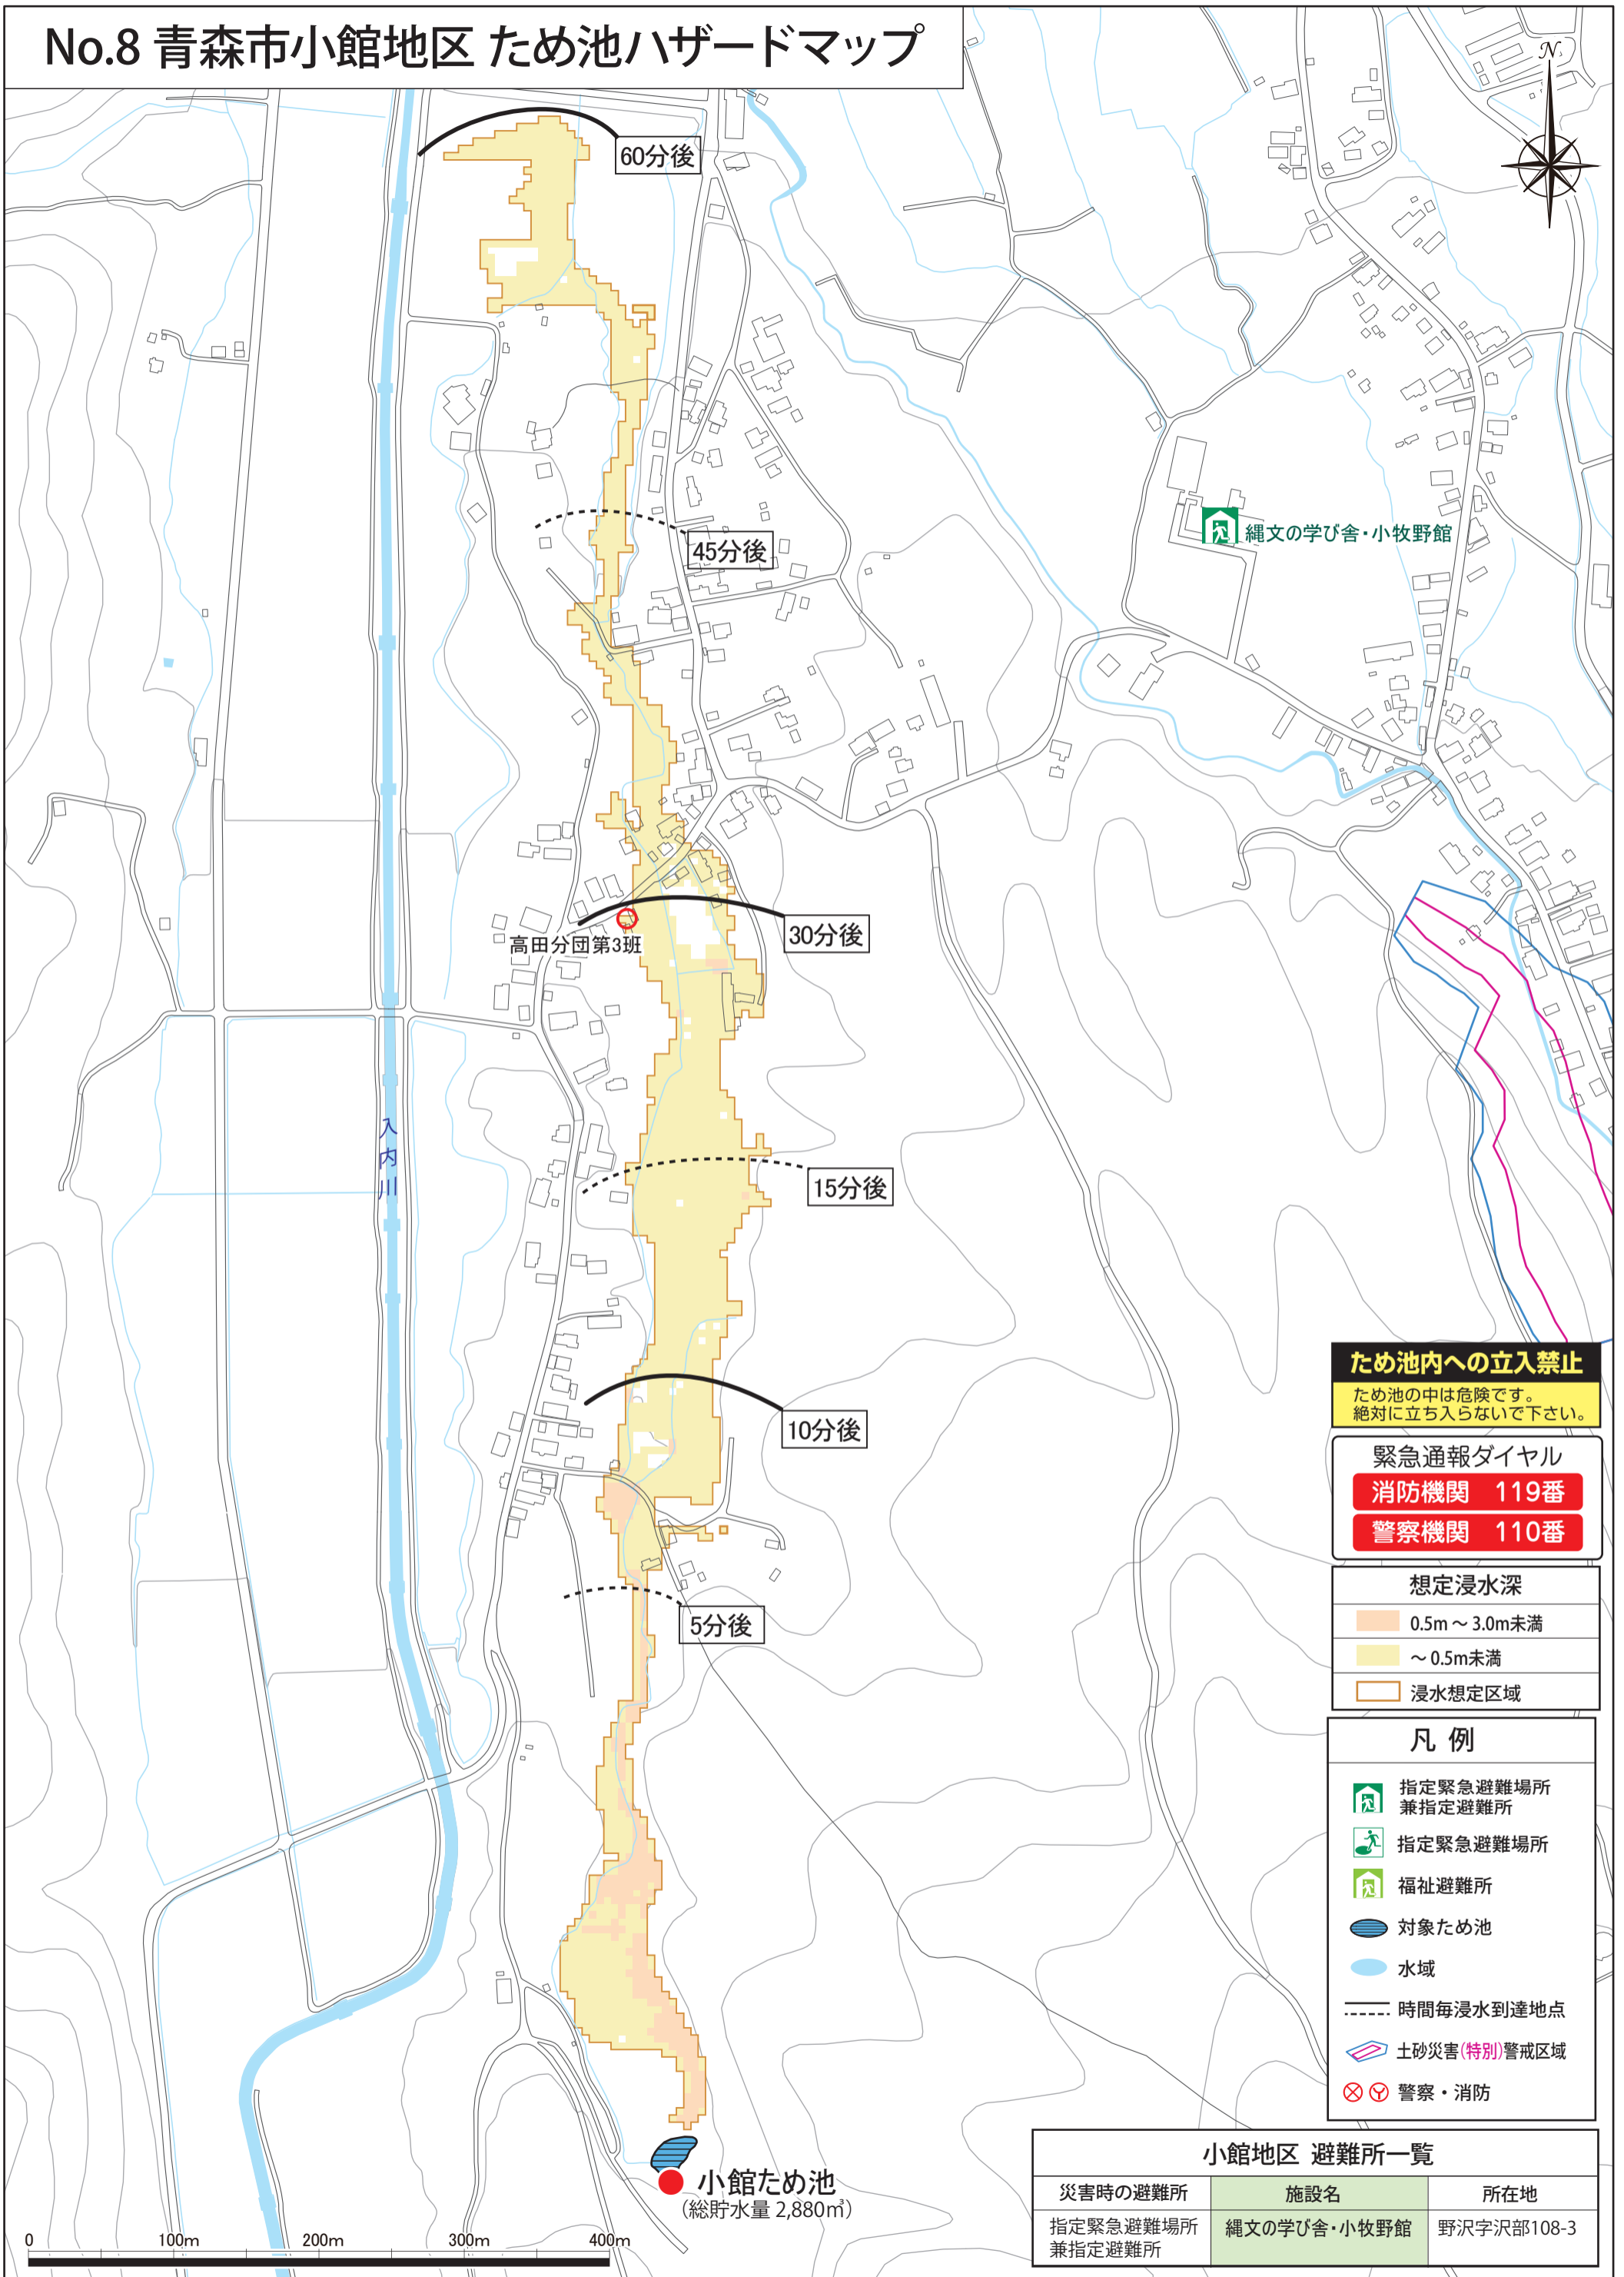 No.8 青森市小館地区 ため池ハザードマップ
N
60分後
45分後
縄文の学び舎・小牧野館
30分後
高田分団第3班
入内川
15分後
10分後
5分後
ため池内への立入禁止
ため池の中は危険です。
絶対に立ち入らないで下さい。
緊急通報ダイヤル
消防機関 119番
警察機関 110番
想定浸水深
0.5m～3.0m未満
～0.5m未満
浸水想定区域
凡例
指定緊急避難場所
兼指定避難所
指定緊急避難場所
福祉避難所
対象ため池
水域
時間毎浸水到達地点
土砂災害(特別)警戒区域
警察・消防
小館ため池
(総貯水量 2,880㎥)
0 100m 200m 300m 400m
小館地区 避難所一覧
災害時の避難所 施設名 所在地
指定緊急避難場所
兼指定避難所
縄文の学び舎・小牧野館 野沢字沢部108-3